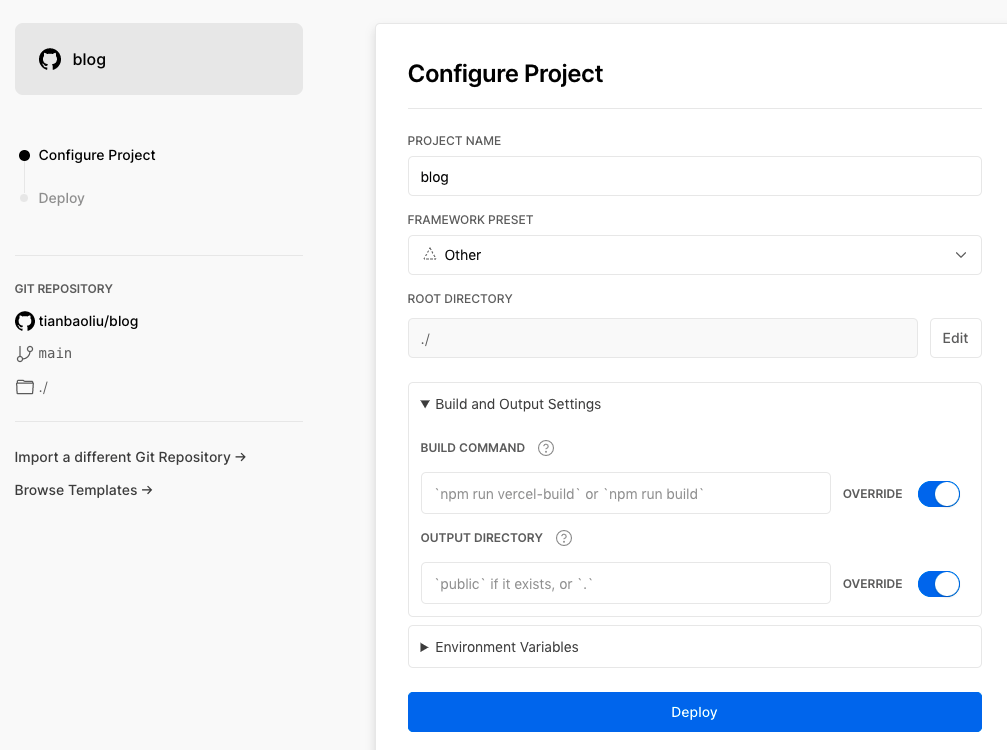 blog
Configure Project
Deploy
GIT REPOSITORY
tianbaoliu/blog
main
./
Import a different Git Repository →
Browse Templates →
Configure Project
PROJECT NAME
blog
FRAMEWORK PRESET
Other
ROOT DIRECTORY
./
Edit
Build and Output Settings
BUILD COMMAND ?
`npm run vercel-build` or `npm run build` OVERRIDE
OUTPUT DIRECTORY ?
`public` if it exists, or `.` OVERRIDE
Environment Variables
Deploy